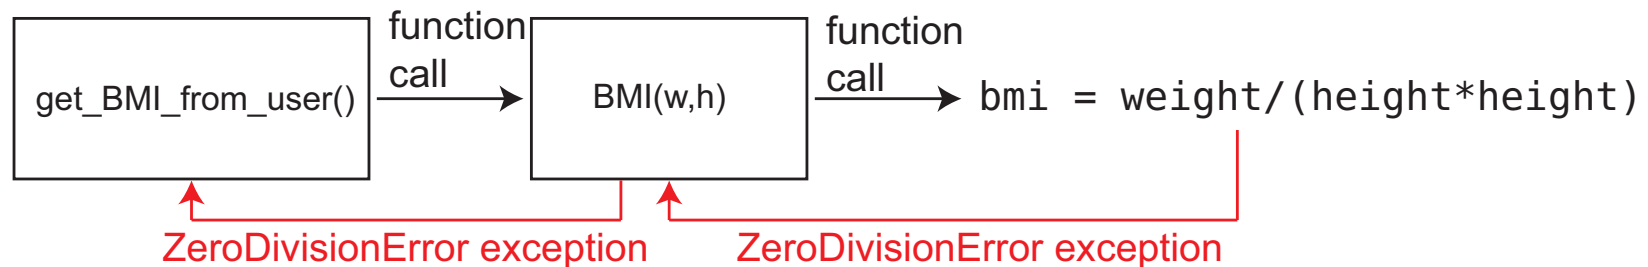 function
call
function
call
get_BMI_from_user()
BMI(w,h)
bmi = weight/(height*height)
ZeroDivisionError exception
ZeroDivisionError exception